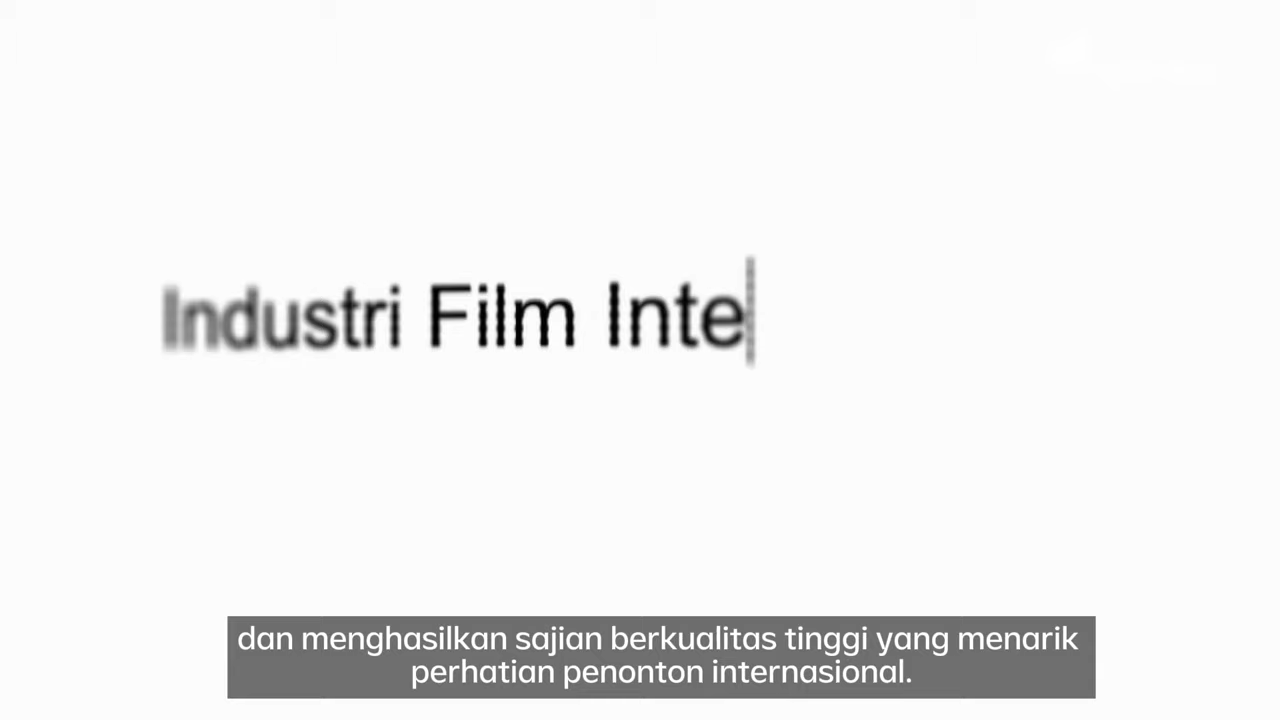 Industri Film Inte
dan menghasilkan sajian berkualitas tinggi yang menarik
perhatian penonton internasional.